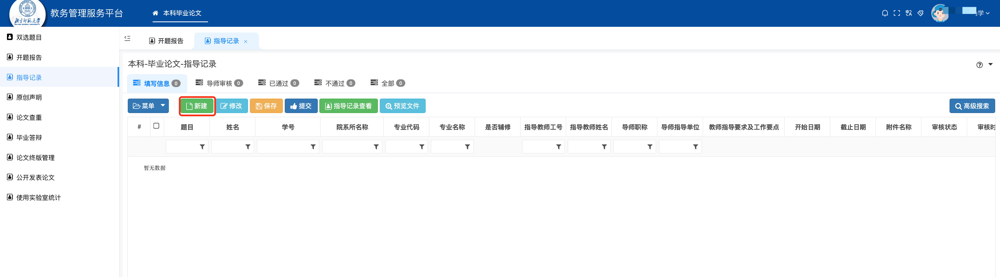 北京师范大学
BEIJING NORMAL UNIVERSITY
1902
教务管理服务平台
本科毕业论文
学
双选题目
开题报告
指导记录
原创声明
论文查重
毕业答辩
论文终版管理
公开发表论文
使用实验室统计
开题报告 指导记录 ×
本科-毕业论文-指导记录
填写信息 0 导师审核 0 已通过 0 不通过 0 全部 0
菜单 新建 修改 保存 提交 指导记录查看 预览文件 高级搜索
# 题目 姓名 学号 院系所名称 专业代码 专业名称 是否辅修 指导教师工号 指导教师姓名 导师职称 导师指导单位 教师指导要求及工作要点 开始日期 截止日期 附件名称 审核状态 审核时
暂无数据